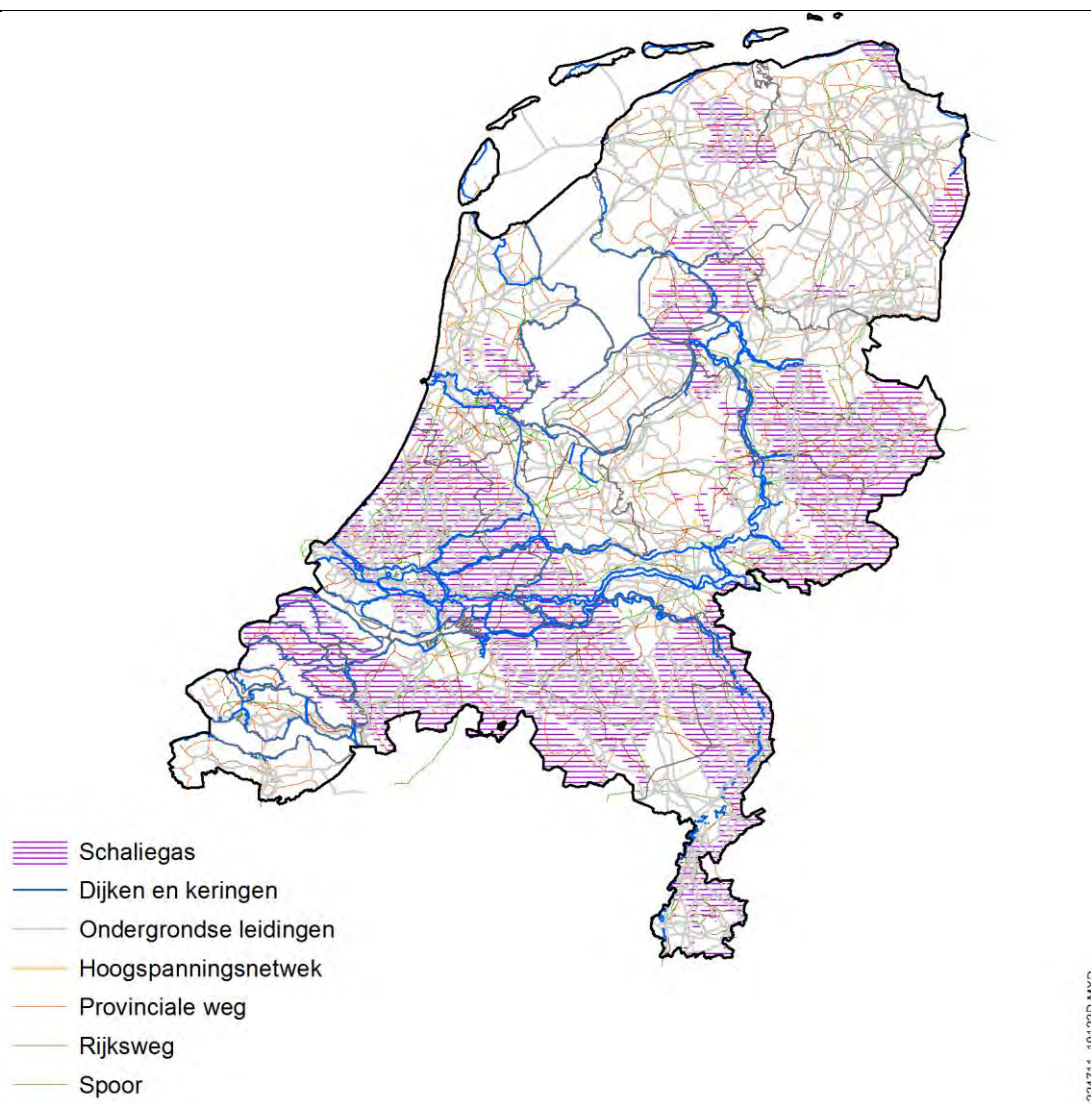 Schaliegas
Dijken en keringen
Ondergrondse leidingen
Hoogspanningsnetwek
Provinciale weg
Rijksweg
Spoor